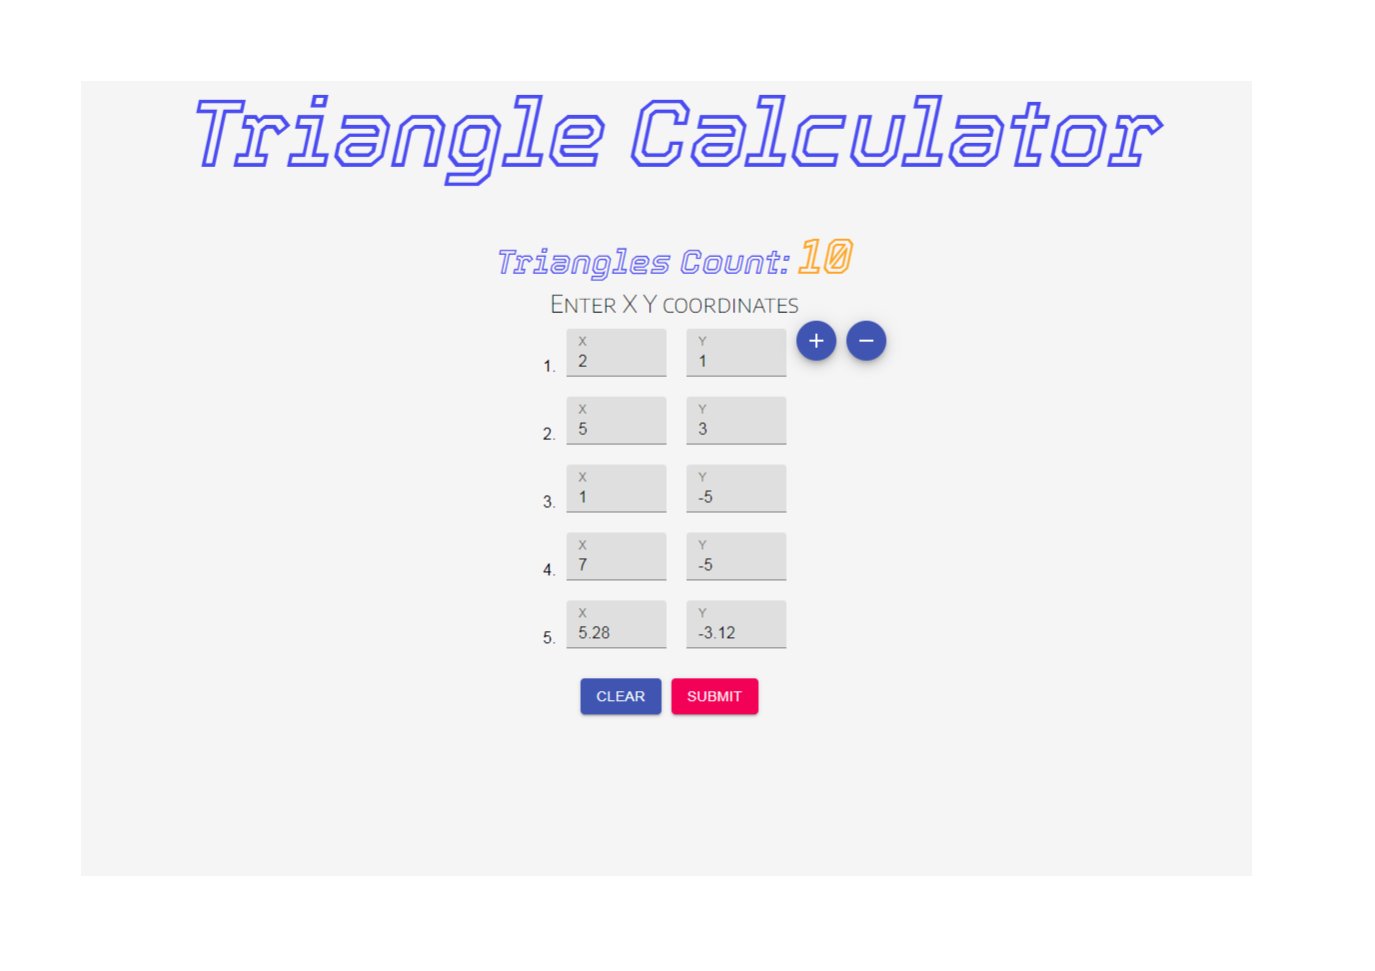 Triangle Calculator
Triangles Count: 10
Enter X Y coordinates
X Y + −
1. 2 1
X Y
2. 5 3
X Y
3. 1 -5
X Y
4. 7 -5
X Y
5. 5.28 -3.12
CLEAR SUBMIT